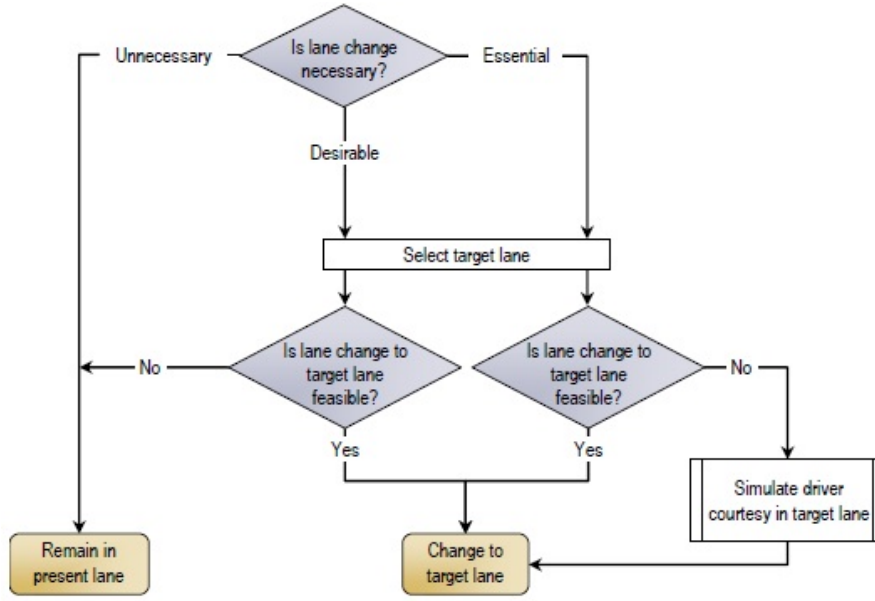 Unnecessary
Is lane change
necessary?
Essential
Desirable
Select target lane
No
Is lane change to
target lane
feasible?
Is lane change to
target lane
feasible?
No
Yes
Yes
Simulate driver
courtesy in target lane
Remain in
present lane
Change to
target lane